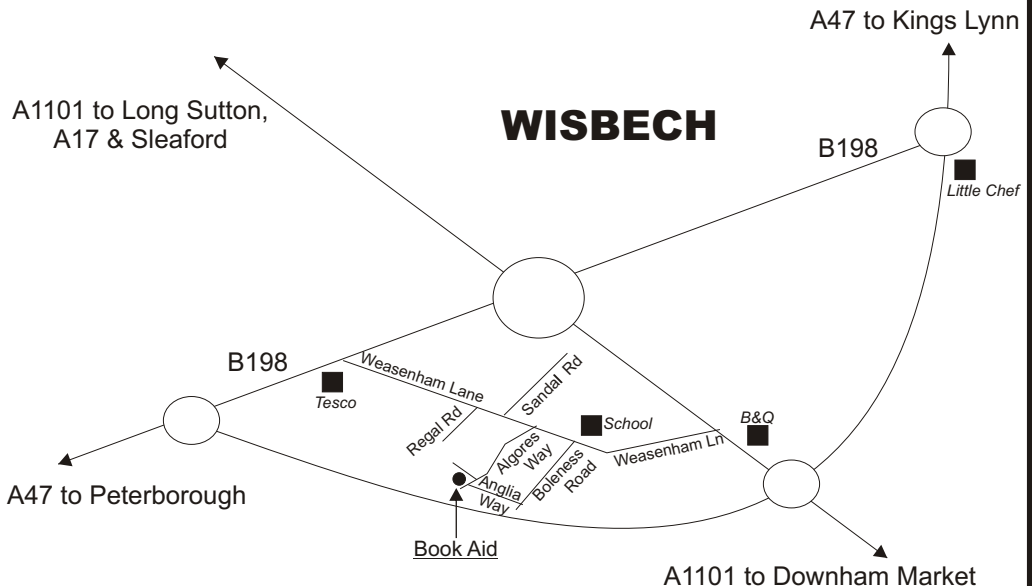 A47 to Kings Lynn
A1101 to Long Sutton,
A17 & Sleaford
WISBECH
B198
Little Chef
B198
Weasenham Lane
Tesco
Sandal Rd
Regal Rd
School
B&Q
Weasenham Ln
Algores
Way
Boleness
Road
Anglia
Way
A47 to Peterborough
Book Aid
A1101 to Downham Market